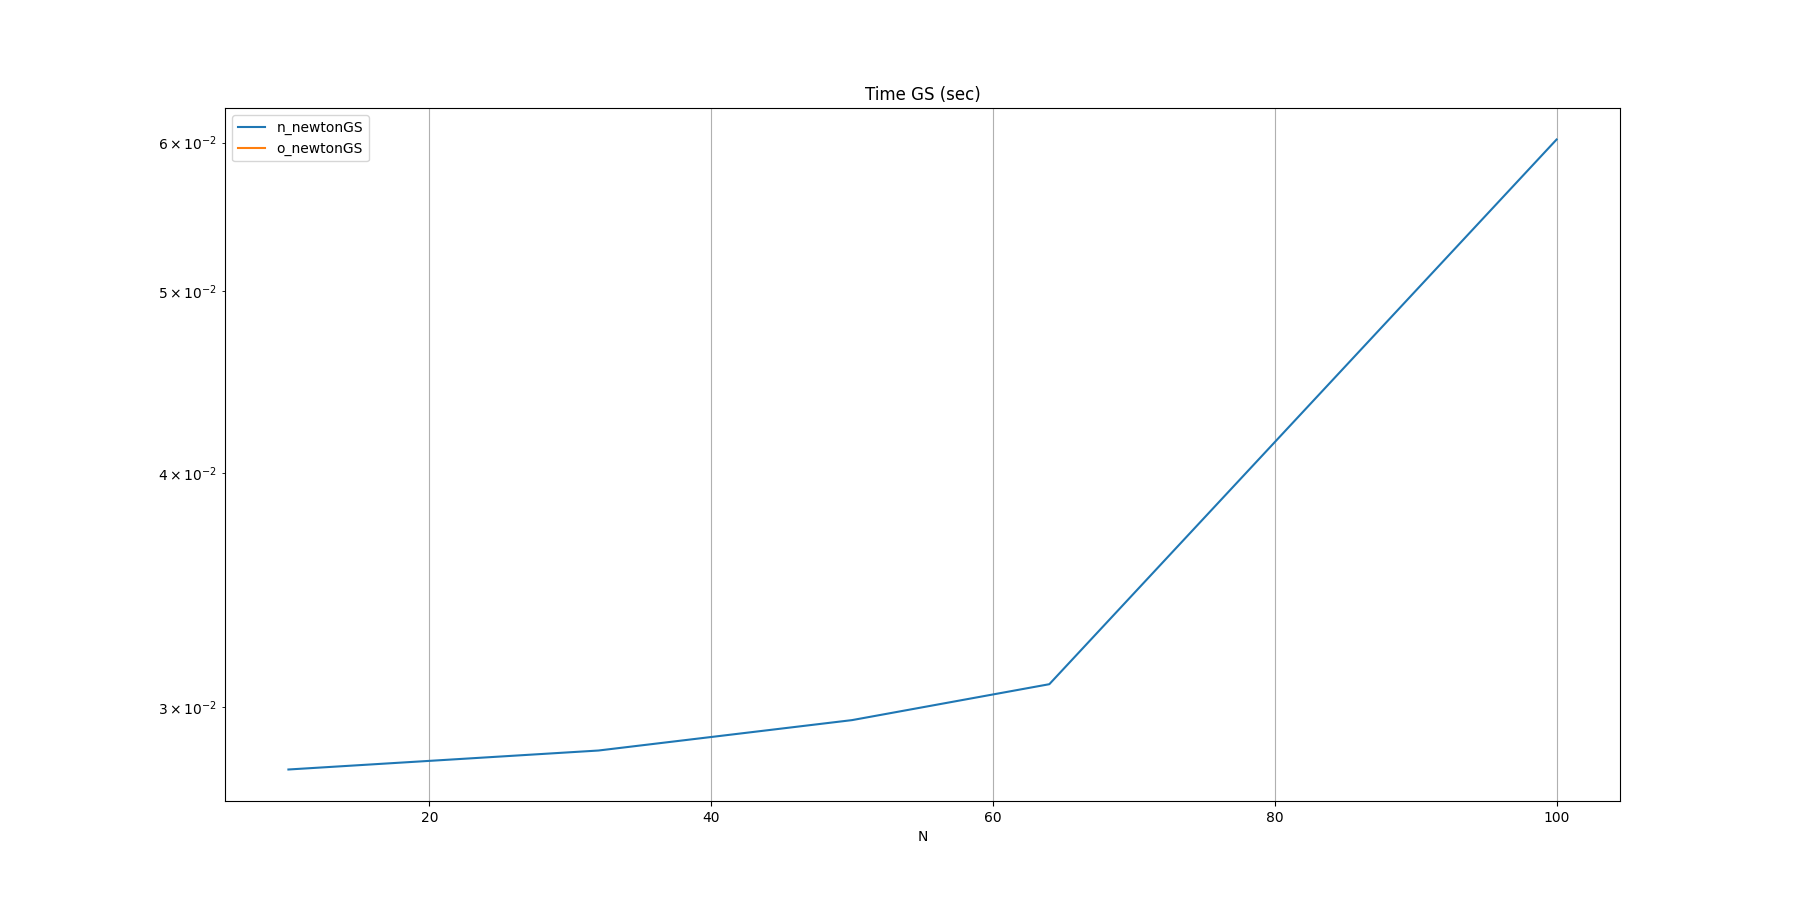 Time GS (sec)
n_newtonGS
o_newtonGS
6 × 10⁻²
5 × 10⁻²
4 × 10⁻²
3 × 10⁻²
20 40 60 80 100
N